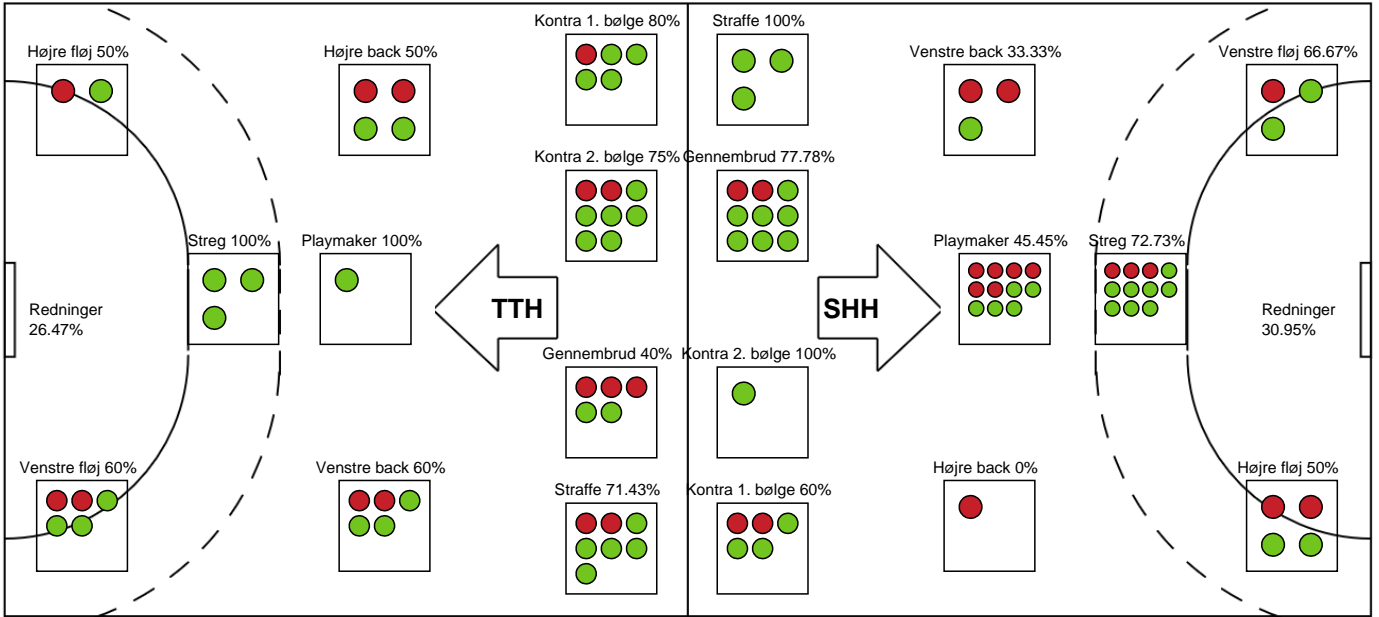 Kontra 1. bølge 80%
Straffe 100%
Højre fløj 50%
Højre back 50%
Venstre back 33.33%
Venstre fløj 66.67%
Kontra 2. bølge 75%
Gennembrud 77.78%
Streg 100%
Playmaker 100%
Playmaker 45.45%
Streg 72.73%
Redninger
26.47%
TTH
SHH
Redninger
30.95%
Gennembrud 40%
Kontra 2. bølge 100%
Venstre fløj 60%
Venstre back 60%
Højre back 0%
Højre fløj 50%
Straffe 71.43%
Kontra 1. bølge 60%